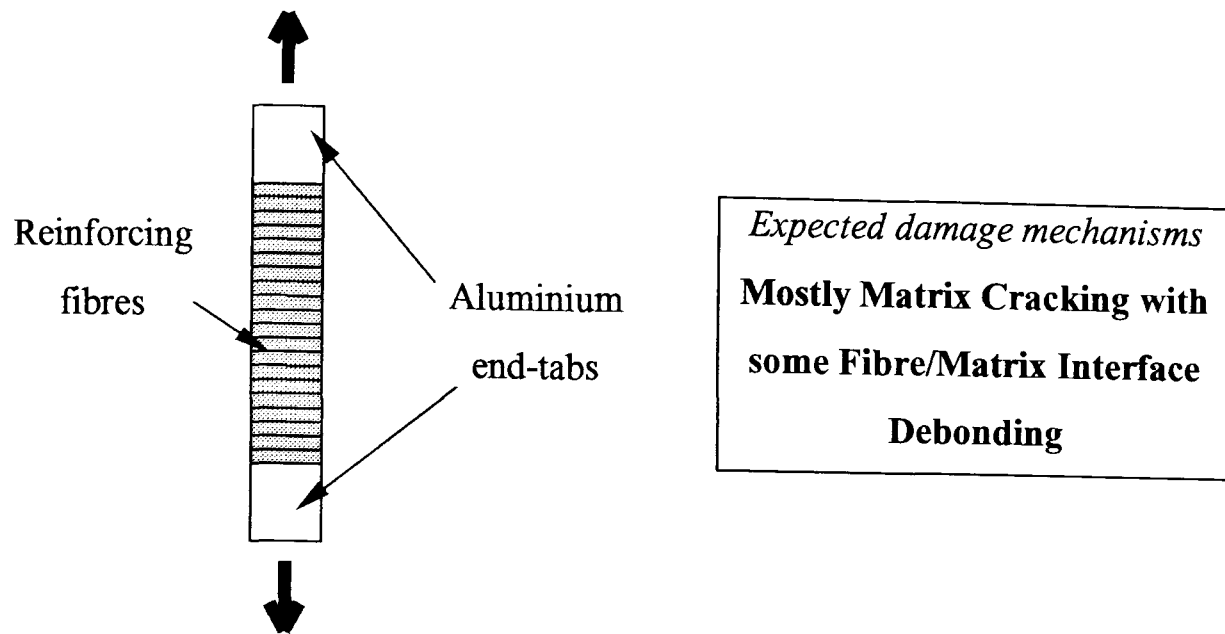 Reinforcing
fibres
Aluminium
end-tabs
Expected damage mechanisms
Mostly Matrix Cracking with
some Fibre/Matrix Interface
Debonding